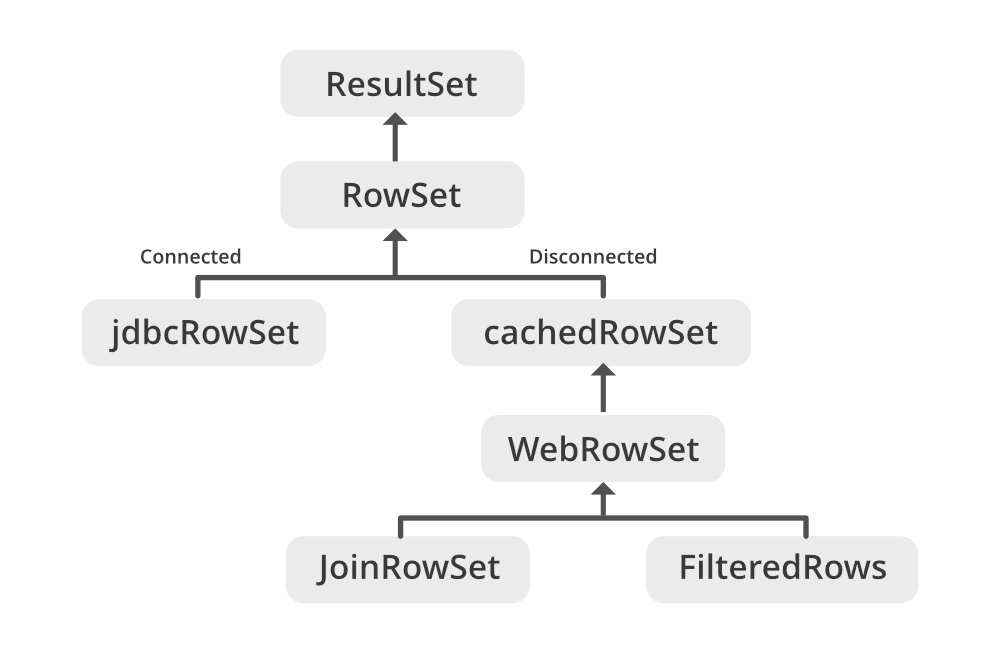 ResultSet
RowSet
Connected
Disconnected
jdbcRowSet
cachedRowSet
WebRowSet
JoinRowSet
FilteredRows